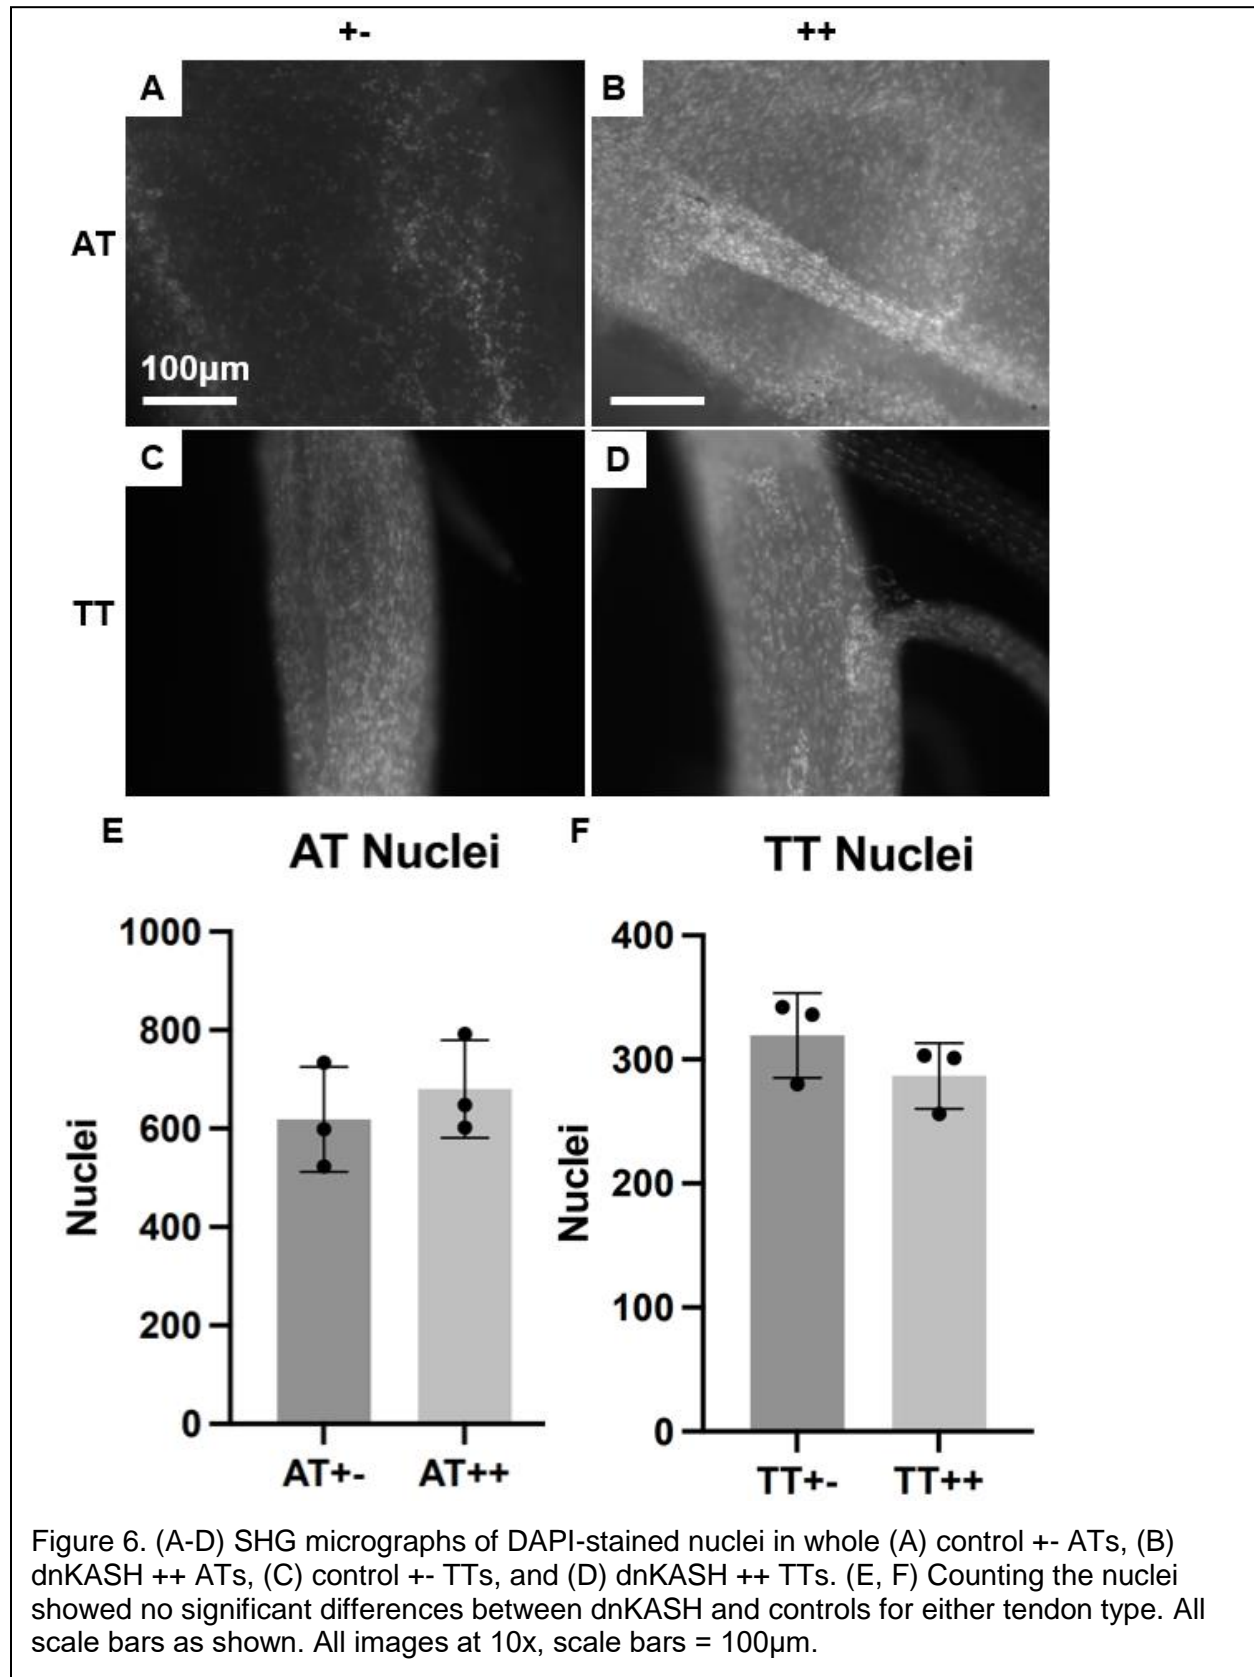 +- ++
A B
AT
100µm
C D
TT
E F
AT Nuclei TT Nuclei
1000
800
600
400
200
0
Nuclei
AT+- AT++
400
300
200
100
0
Nuclei
TT+- TT++
Figure 6. (A-D) SHG micrographs of DAPI-stained nuclei in whole (A) control +- ATs, (B)
dnKASH ++ ATs, (C) control +- TTs, and (D) dnKASH ++ TTs. (E, F) Counting the nuclei
showed no significant differences between dnKASH and controls for either tendon type. All
scale bars as shown. All images at 10x, scale bars = 100µm.